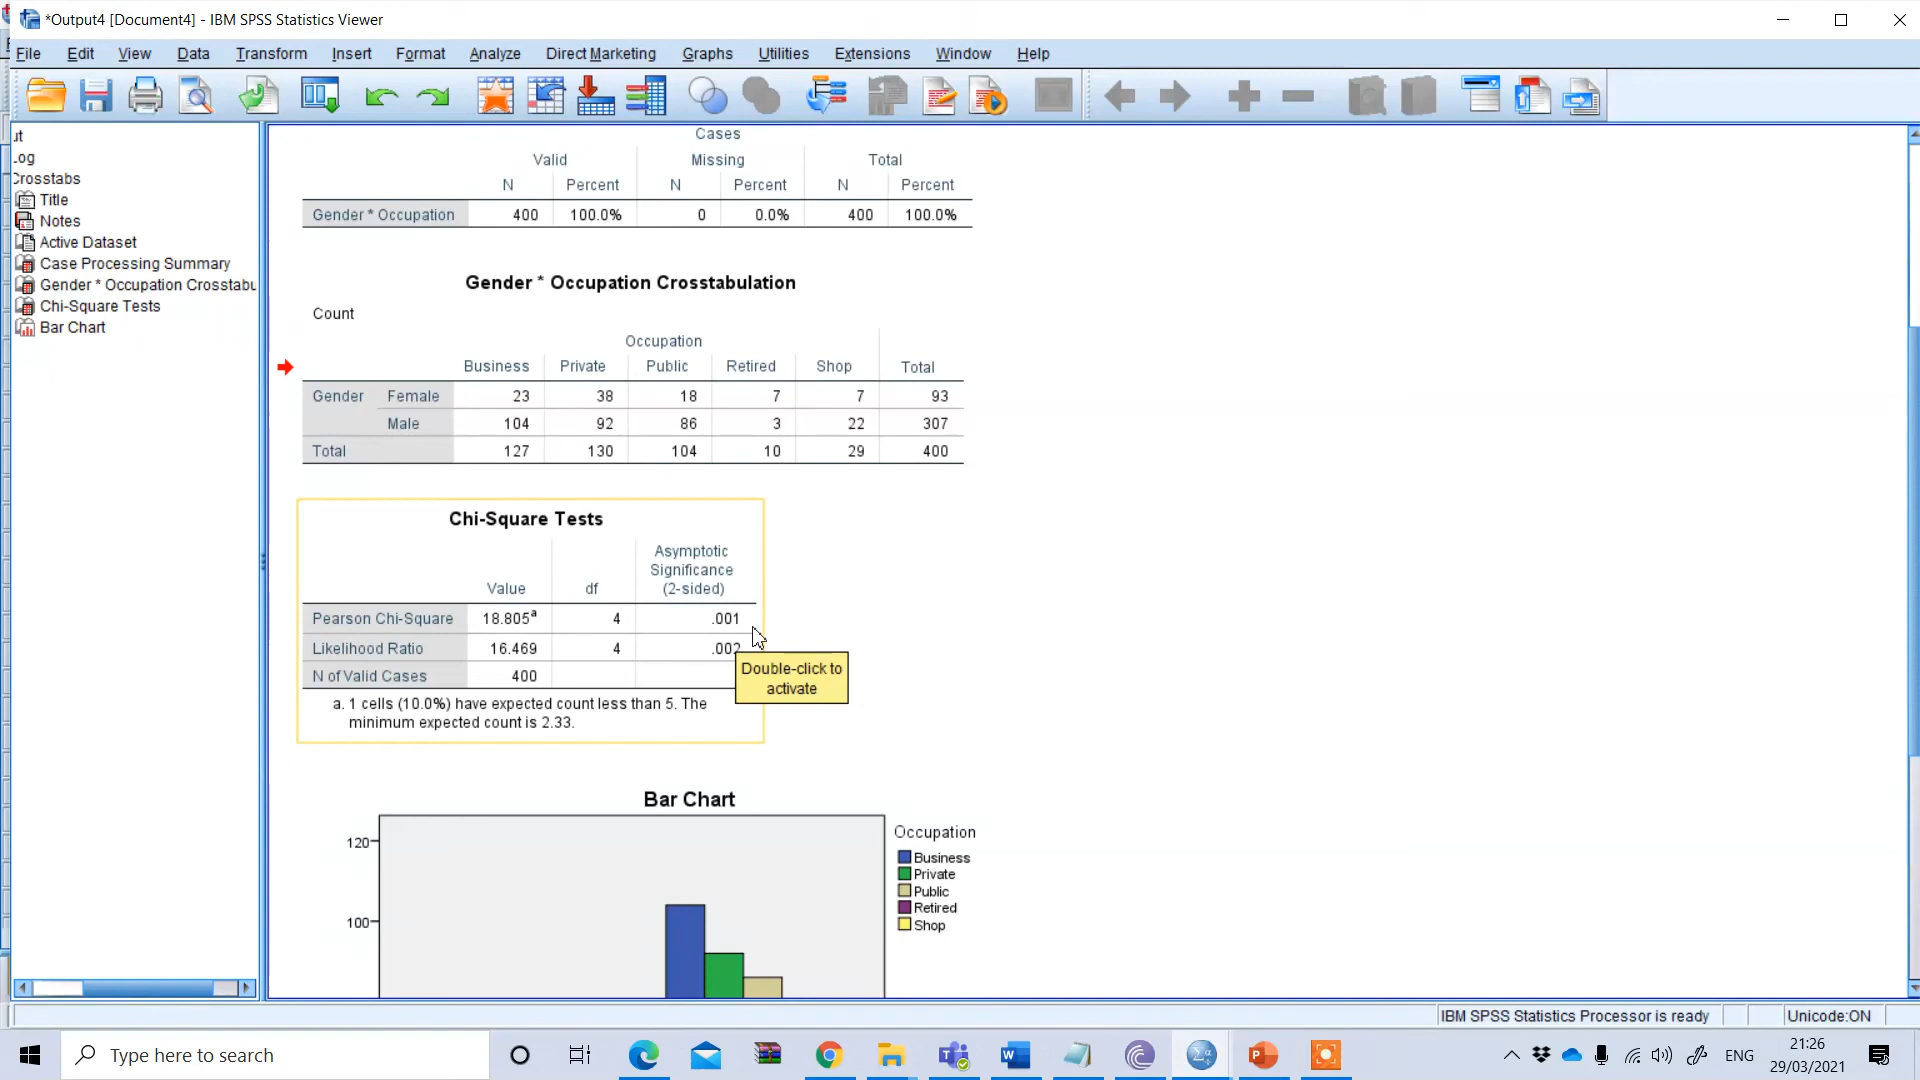 *Output4 [Document4] - IBM SPSS Statistics Viewer
File Edit View Data Transform Insert Format Analyze Direct Marketing Graphs Utilities Extensions Window Help
ut
Log
Crosstabs
Title
Notes
Active Dataset
Case Processing Summary
Gender * Occupation Crosstabu
Chi-Square Tests
Bar Chart
Cases
Valid Missing Total
N Percent N Percent N Percent
Gender * Occupation 400 100.0% 0 0.0% 400 100.0%
Gender * Occupation Crosstabulation
Count
Occupation
Business Private Public Retired Shop Total
Gender Female 23 38 18 7 7 93
Male 104 92 86 3 22 307
Total 127 130 104 10 29 400
Chi-Square Tests
Asymptotic
Significance
Value df (2-sided)
Pearson Chi-Square 18.805a 4 .001
Likelihood Ratio 16.469 4 .002
N of Valid Cases 400
a. 1 cells (10.0%) have expected count less than 5. The
minimum expected count is 2.33.
Double-click to
activate
Bar Chart
120
100
Occupation
Business
Private
Public
Retired
Shop
IBM SPSS Statistics Processor is ready Unicode:ON
Type here to search
ENG
21:26
29/03/2021